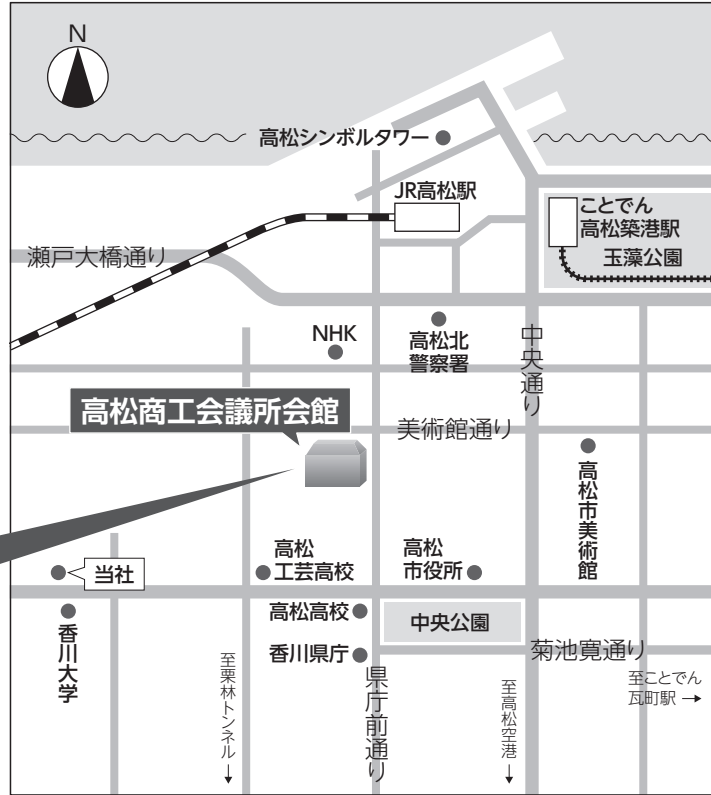 N
高松シンボルタワー
JR高松駅
ことでん
高松築港駅
玉藻公園
瀬戸大橋通り
NHK
高松北
警察署
中央通り
高松商工会議所会館
美術館通り
高松市美術館
当社
高松
工芸高校
高松
市役所
香川大学
高松高校
中央公園
香川県庁
菊池寛通り
至栗林トンネル↓
県庁前通り
至高松空港↓
至ことでん
瓦町駅→